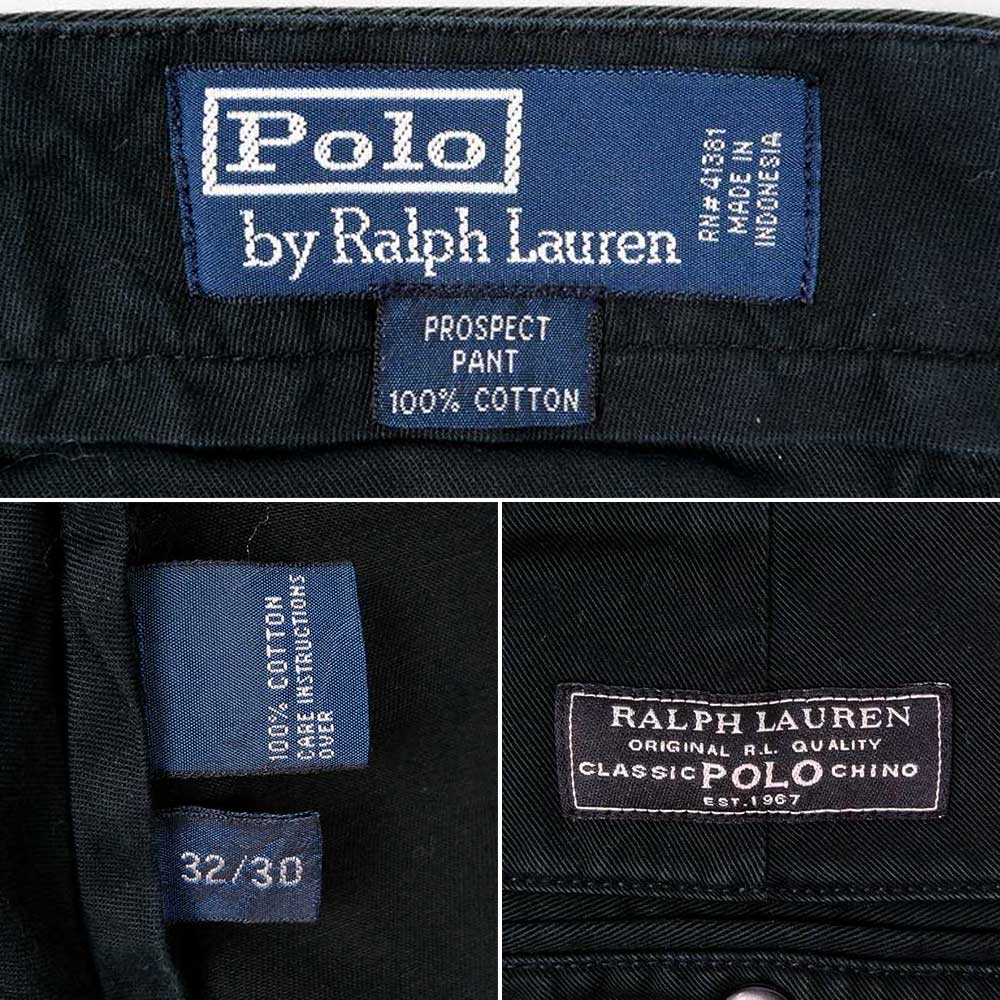 Polo
by Ralph Lauren
RN# 41381
MADE IN
INDONESIA
PROSPECT
PANT
100% COTTON
100% COTTON
CARE INSTRUCTIONS
OVER
32/30
RALPH LAUREN
ORIGINAL R.L. QUALITY
CLASSIC POLO CHINO
EST.1967